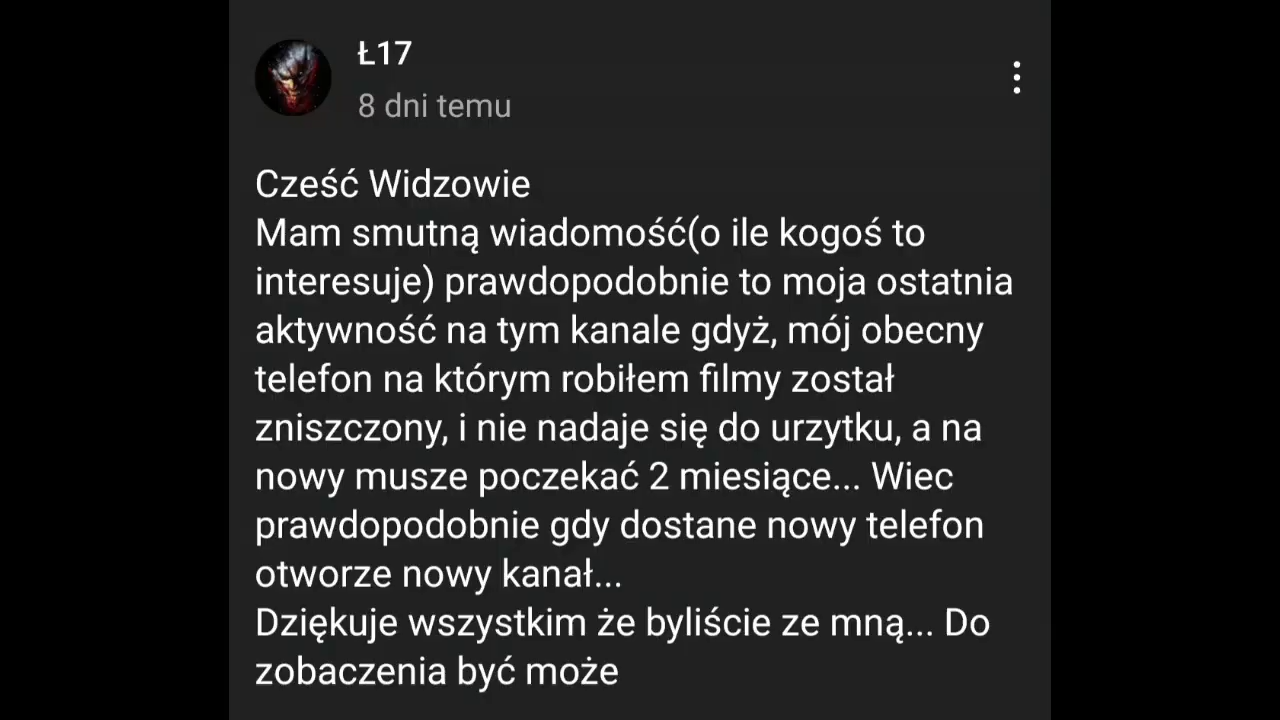 Ł17
8 dni temu
Cześć Widzowie
Mam smutną wiadomość(o ile kogoś to
interesuje) prawdopodobnie to moja ostatnia
aktywność na tym kanale gdyż, mój obecny
telefon na którym robiłem filmy został
zniszczony, i nie nadaje się do urzytku, a na
nowy musze poczekać 2 miesiące... Wiec
prawdopodobnie gdy dostane nowy telefon
otworze nowy kanał...
Dziękuje wszystkim że byliście ze mną... Do
zobaczenia być może